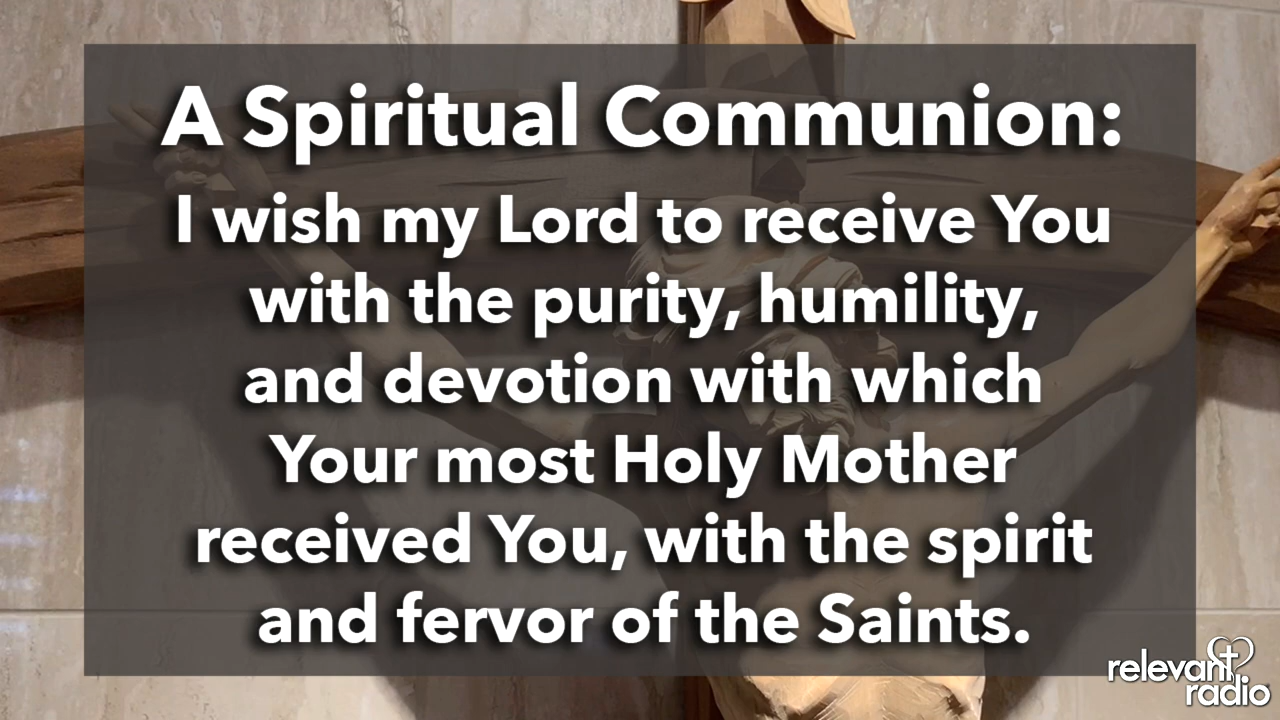 A Spiritual Communion:
I wish my Lord to receive You
with the purity, humility,
and devotion with which
Your most Holy Mother
received You, with the spirit
and fervor of the Saints.
relevant
radio